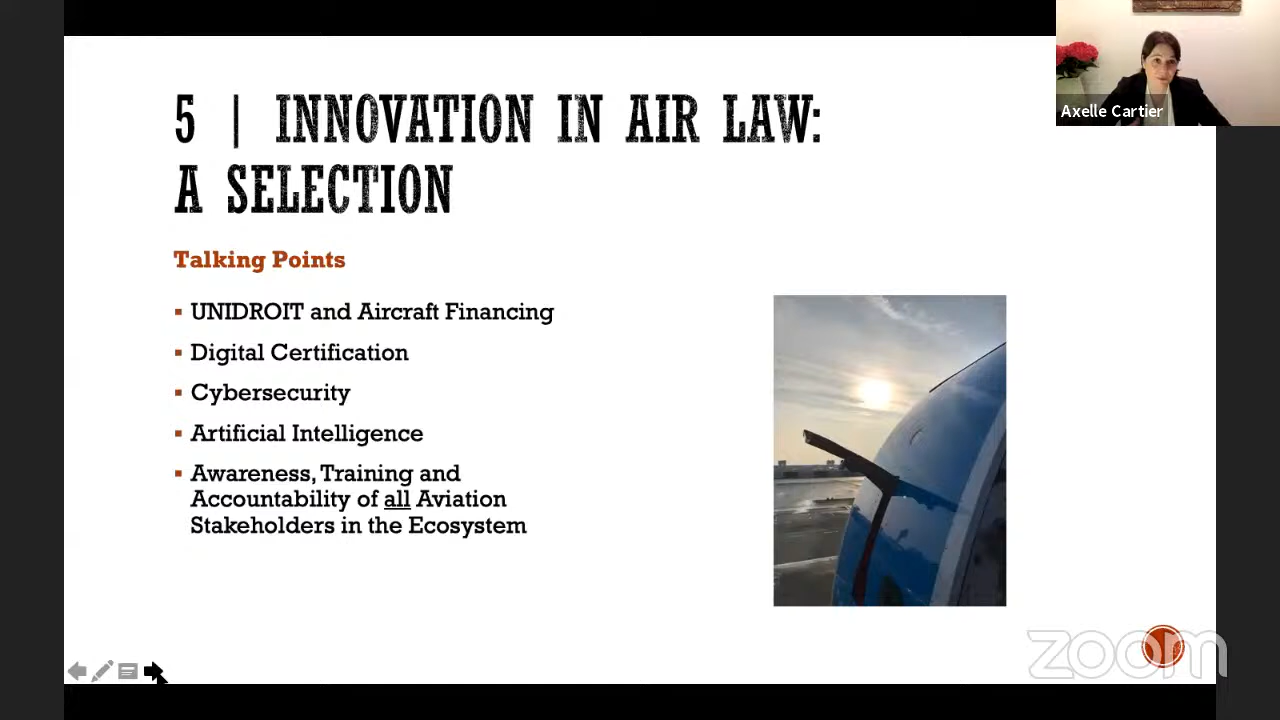 5 | INNOVATION IN AIR LAW:
A SELECTION
Talking Points
UNIDROIT and Aircraft Financing
Digital Certification
Cybersecurity
Artificial Intelligence
Awareness, Training and
Accountability of all Aviation
Stakeholders in the Ecosystem
Axelle Cartier
zoom